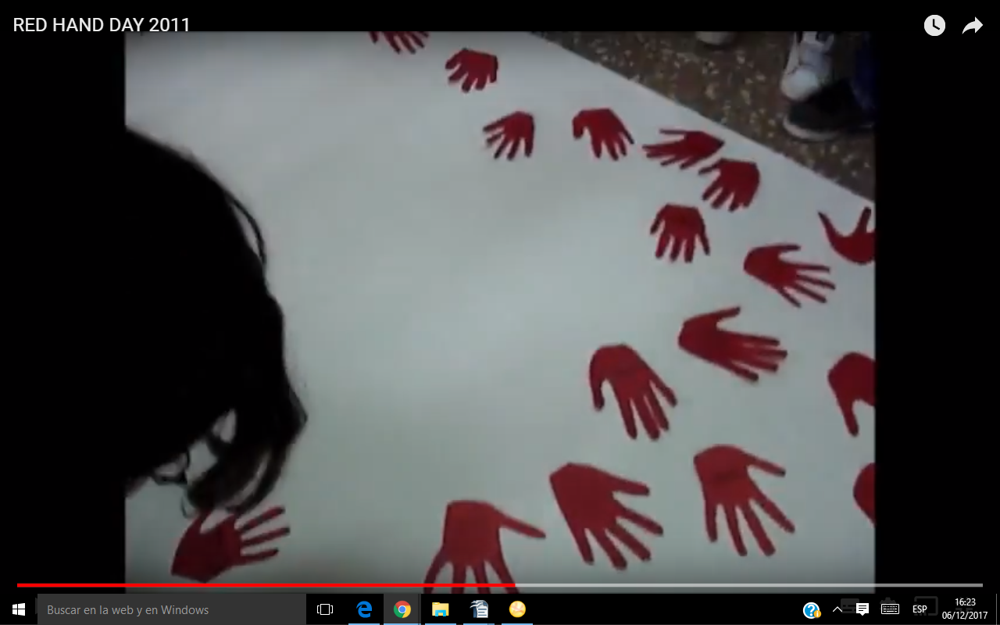 RED HAND DAY 2011
Buscar en la web y en Windows
ESP
16:23
06/12/2017